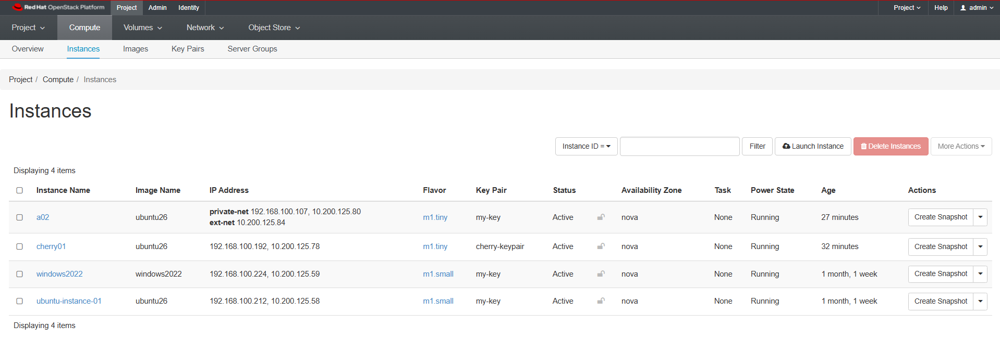 Red Hat OpenStack Platform Project Admin Identity Project Help admin
Project Compute Volumes Network Object Store
Overview Instances Images Key Pairs Server Groups
Project / Compute / Instances
Instances
Instance ID = Filter Launch Instance Delete Instances More Actions
Displaying 4 items
Instance Name Image Name IP Address Flavor Key Pair Status Availability Zone Task Power State Age Actions
a02 ubuntu26 private-net 192.168.100.107, 10.200.125.80 m1.tiny my-key Active nova None Running 27 minutes Create Snapshot
ext-net 10.200.125.84
cherry01 ubuntu26 192.168.100.192, 10.200.125.78 m1.tiny cherry-keypair Active nova None Running 32 minutes Create Snapshot
windows2022 windows2022 192.168.100.224, 10.200.125.59 m1.small my-key Active nova None Running 1 month, 1 week Create Snapshot
ubuntu-instance-01 ubuntu26 192.168.100.212, 10.200.125.58 m1.small my-key Active nova None Running 1 month, 1 week Create Snapshot
Displaying 4 items